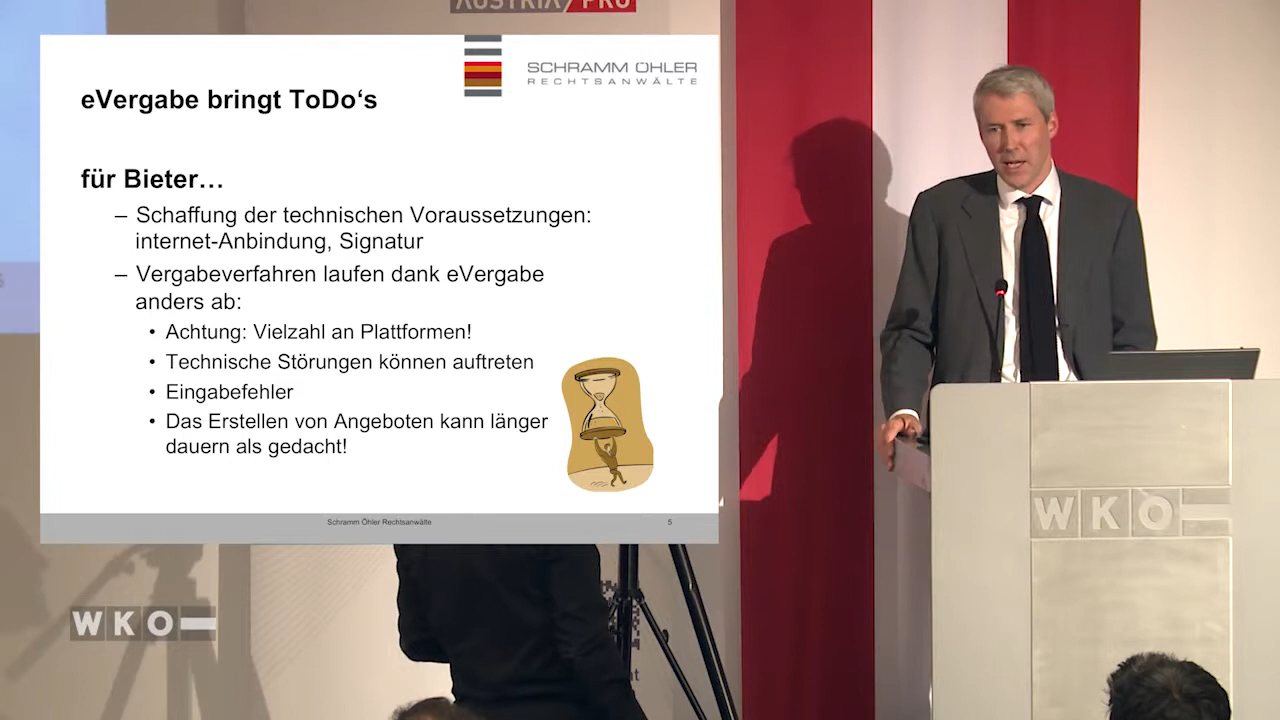 AUSTRIA/PRO
SCHRAMM ÖHLER
RECHTSANWÄLTE
eVergabe bringt ToDo‘s
für Bieter…
– Schaffung der technischen Voraussetzungen:
internet-Anbindung, Signatur
– Vergabeverfahren laufen dank eVergabe
anders ab:
• Achtung: Vielzahl an Plattformen!
• Technische Störungen können auftreten
• Eingabefehler
• Das Erstellen von Angeboten kann länger
dauern als gedacht!
Schramm Öhler Rechtsanwälte 5
WKO
WKO